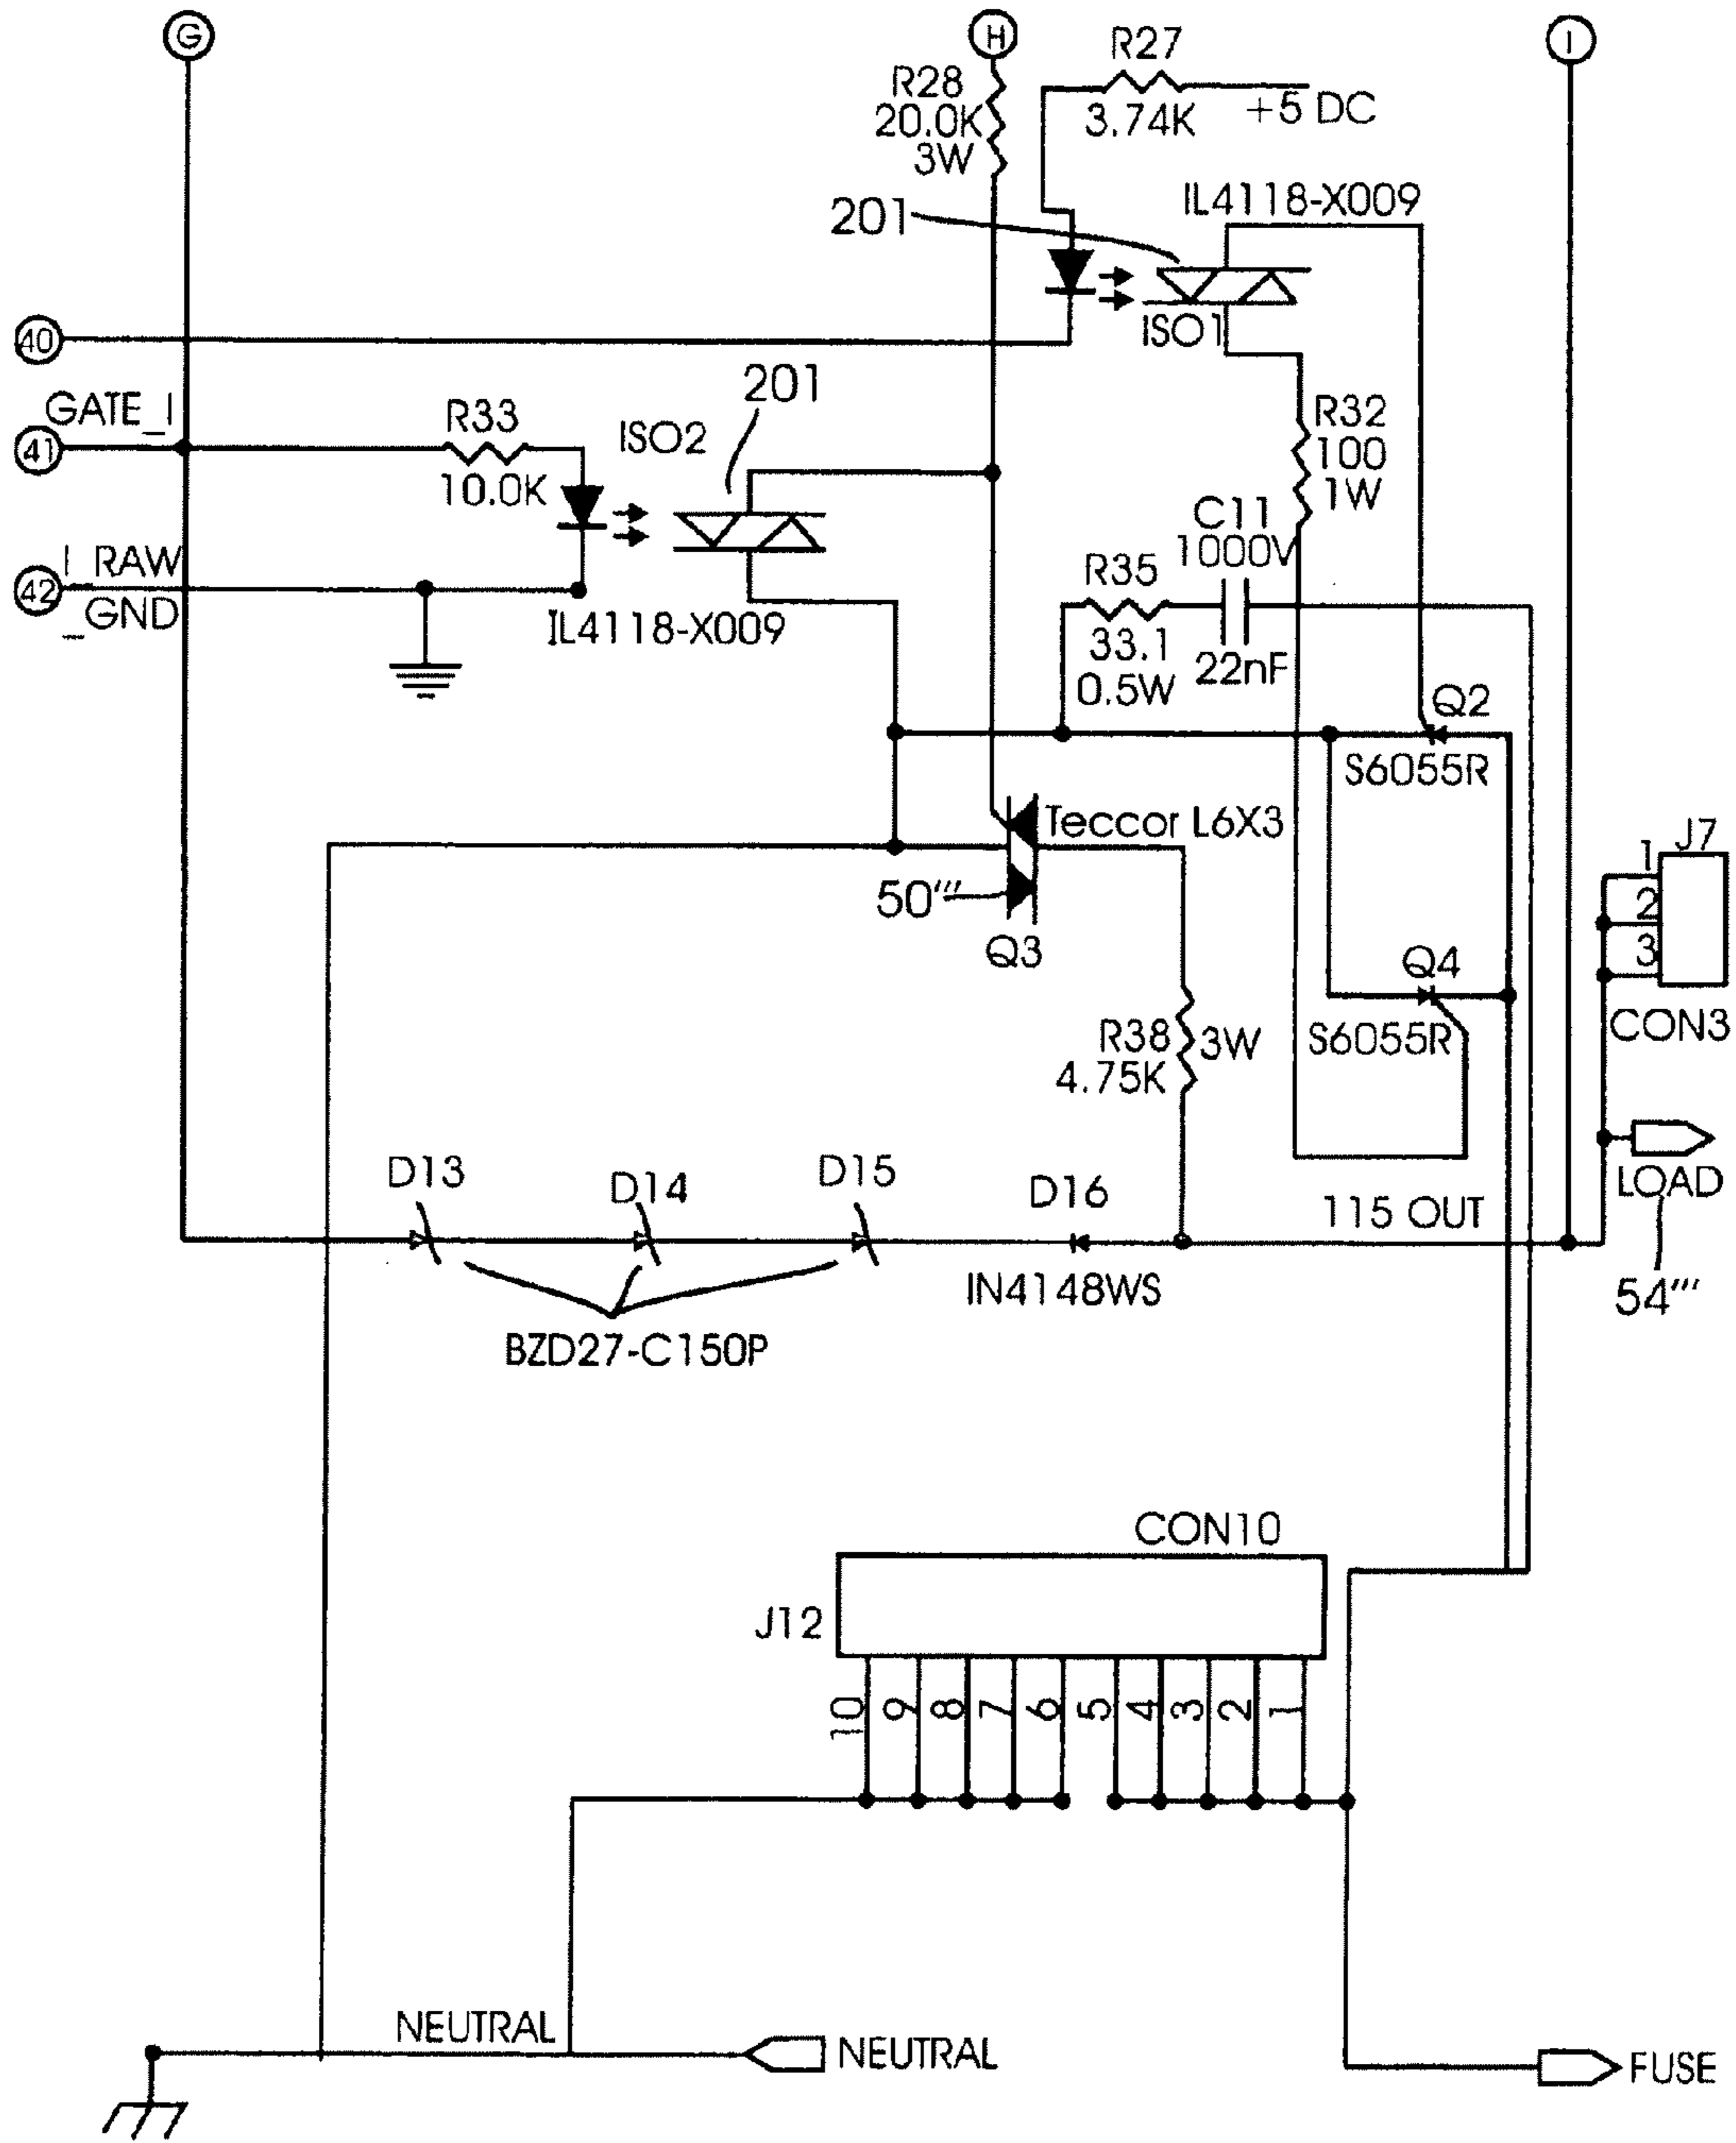 G
H
I
R27
3.74K
+5 DC
R28
20.0K
3W
201
IL4118-X009
ISO1
40
GATE_I
41
R33
10.0K
ISO2
201
R32
100
1W
C11
1000V
22nF
I_RAW
_GND
42
IL4118-X009
R35
33.1
0.5W
Q2
S6055R
Teccor L6X3
50'''
Q3
J7
1
2
3
CON3
Q4
S6055R
R38
4.75K
3W
D13
D14
D15
D16
115 OUT
LOAD
54'''
IN4148WS
BZD27-C150P
CON10
J12
10
9
8
7
6
5
4
3
2
1
NEUTRAL
NEUTRAL
FUSE